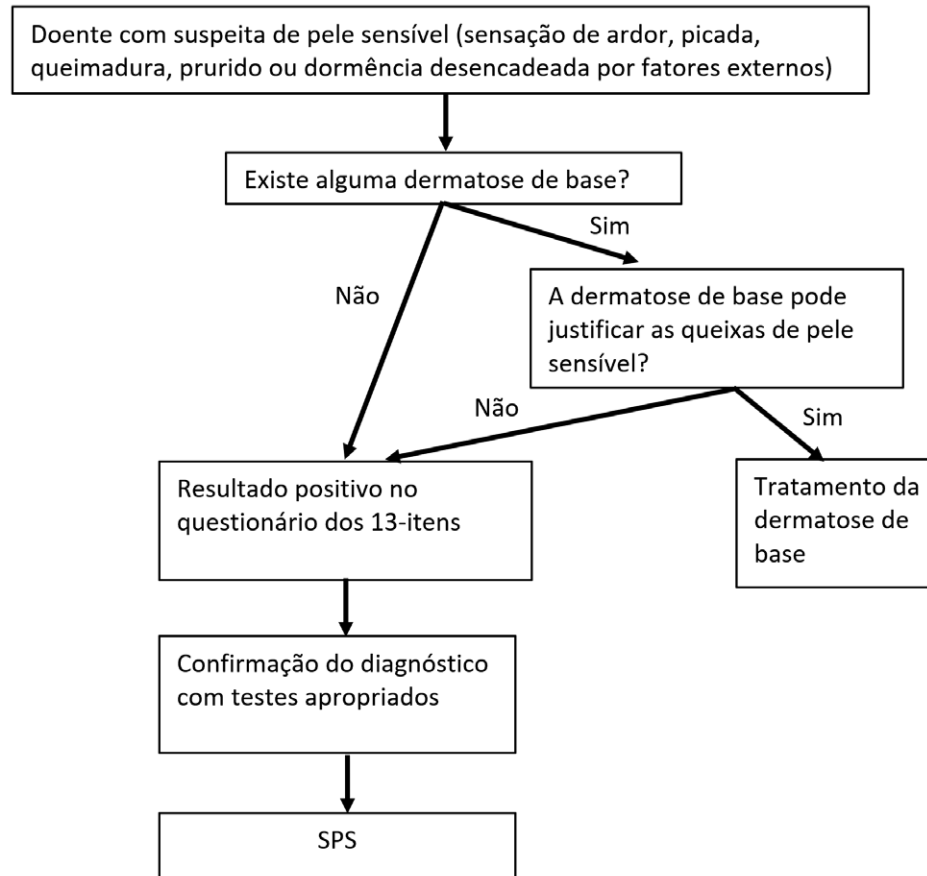 Doente com suspeita de pele sensível (sensação de ardor, picada,
queimadura, prurido ou dormência desencadeada por fatores externos)
Existe alguma dermatose de base?
Sim
Não
A dermatose de base pode
justificar as queixas de pele
sensível?
Não
Sim
Resultado positivo no
questionário dos 13-itens
Tratamento da
dermatose de
base
Confirmação do diagnóstico
com testes apropriados
SPS